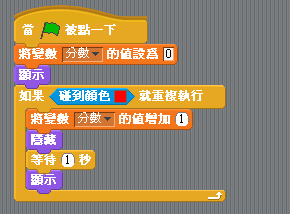 當 被點一下
將變數 分數 的值設為 0
顯示
如果 碰到顏色 就重複執行
將變數 分數 的值增加 1
隱藏
等待 1 秒
顯示